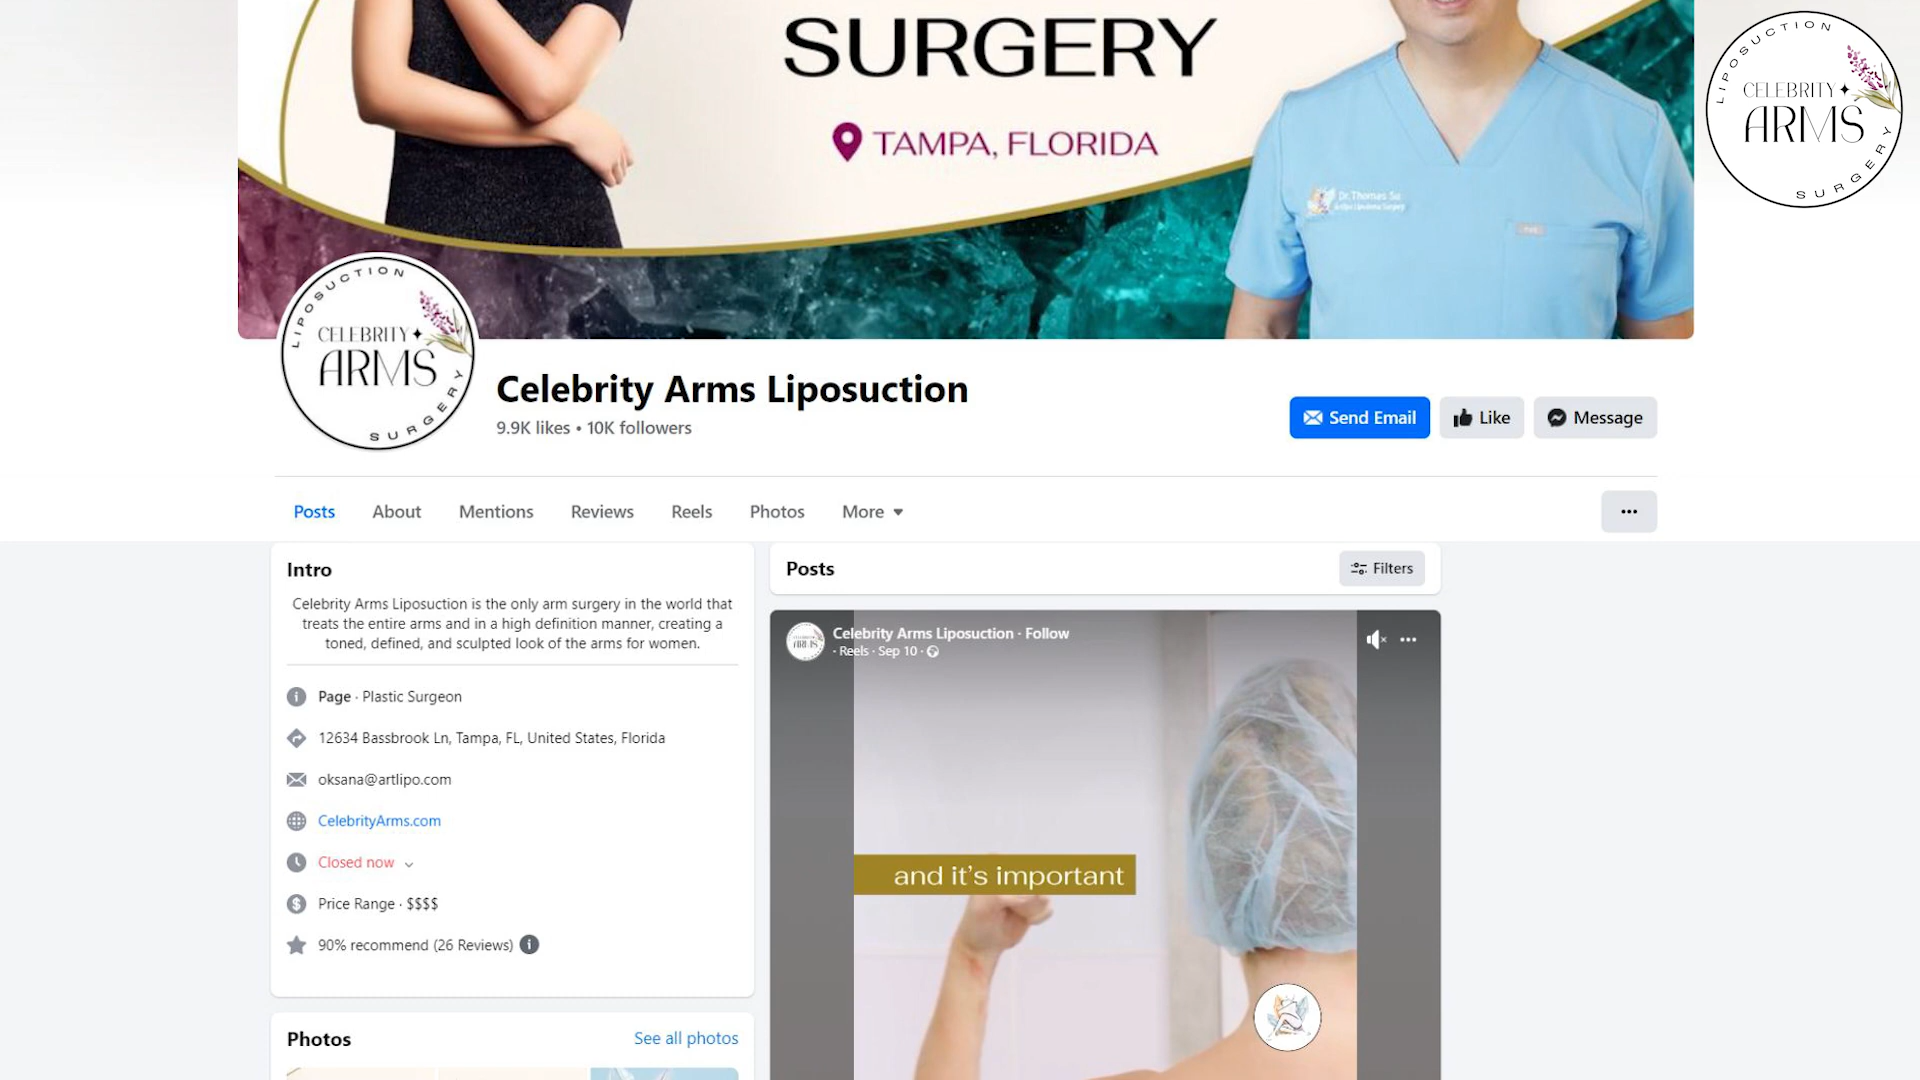 SURGERY
TAMPA, FLORIDA
Dr.Thomas Su
LIPOSUCTION
CELEBRITY
ARMS
SURGERY
LIPOSUCTION
CELEBRITY
ARMS
SURGERY
Celebrity Arms Liposuction
9.9K likes • 10K followers
Send Email
Like
Message
Posts
About
Mentions
Reviews
Reels
Photos
More
Intro
Celebrity Arms Liposuction is the only arm surgery in the world that
treats the entire arms and in a high definition manner, creating a
toned, defined, and sculpted look of the arms for women.
Page · Plastic Surgeon
12634 Bassbrook Ln, Tampa, FL, United States, Florida
oksana@artlipo.com
CelebrityArms.com
Closed now
Price Range · $$$$
90% recommend (26 Reviews)
Photos
See all photos
Posts
Filters
Celebrity Arms Liposuction · Follow
· Reels · Sep 10 ·
and it's important